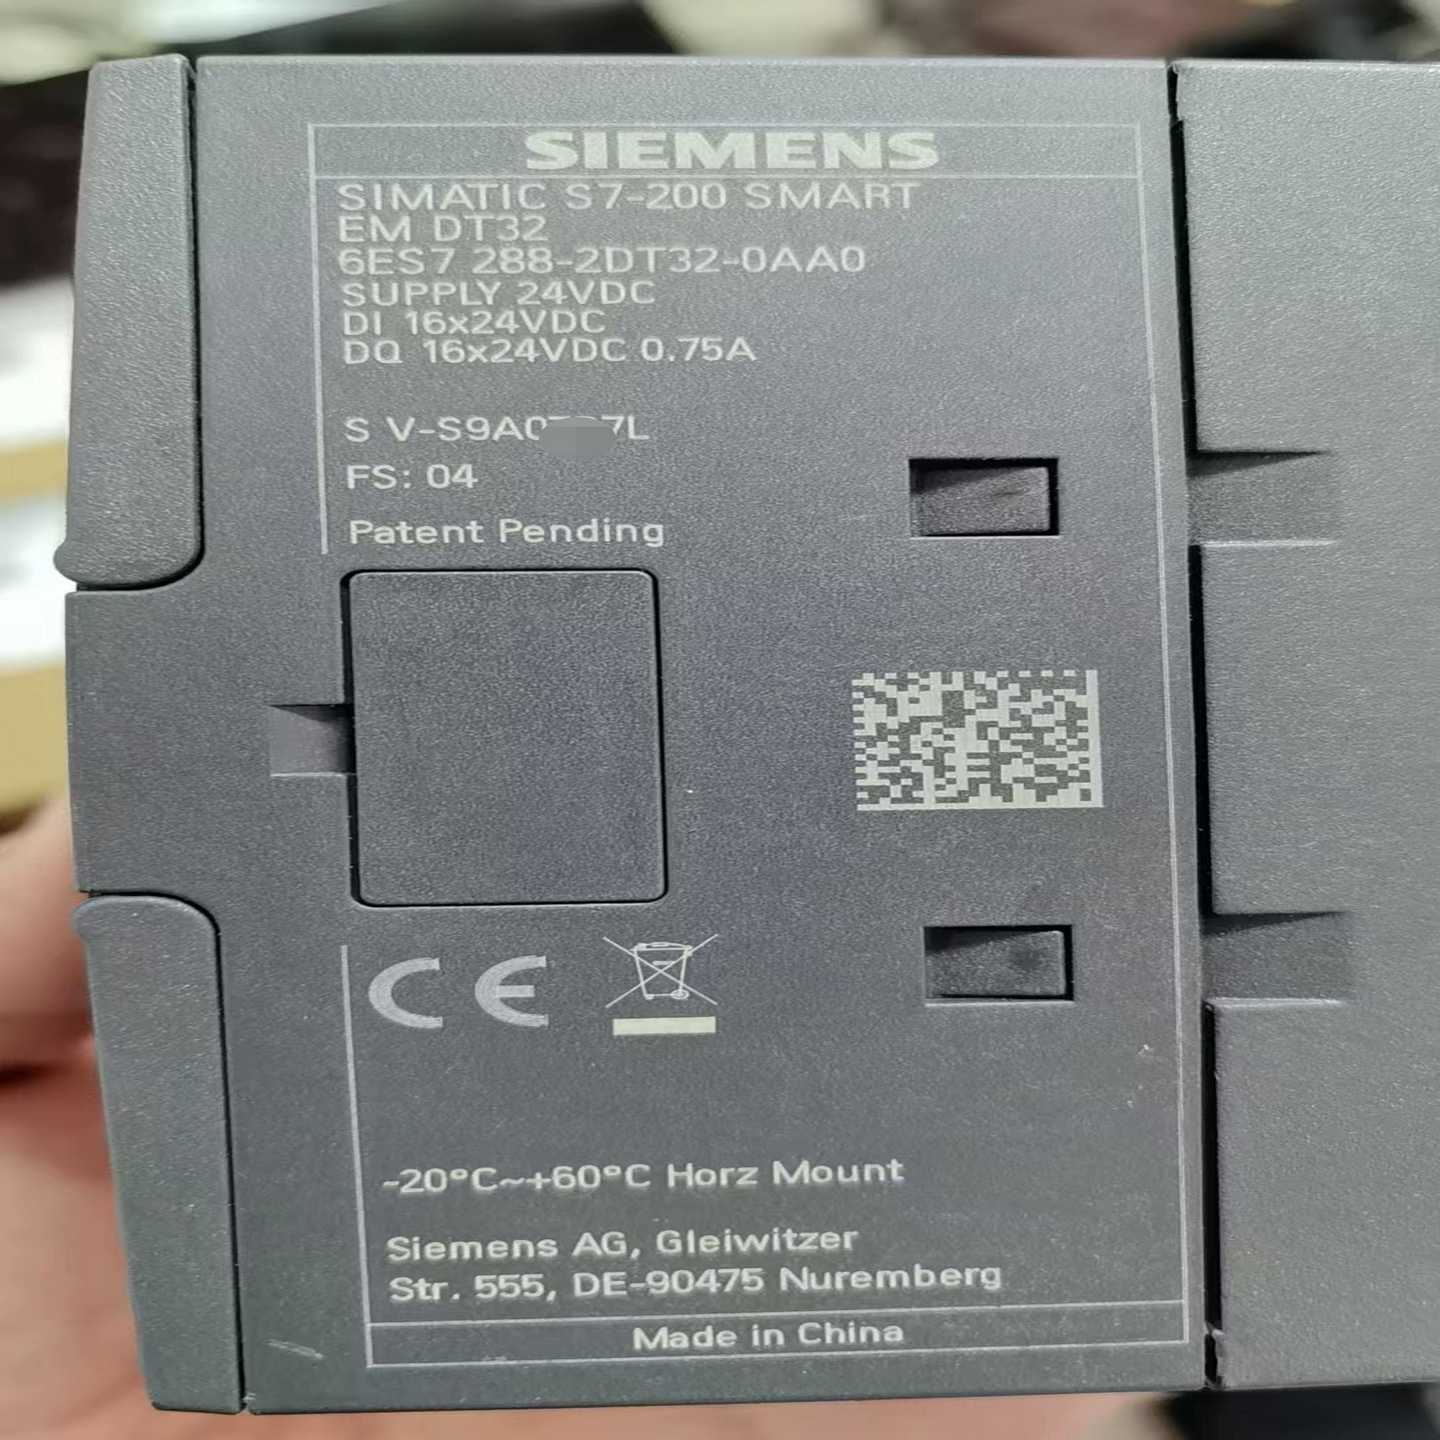 SIEMENS
SIMATIC S7-200 SMART
EM DT32
6ES7 288-2DT32-0AA0
SUPPLY 24VDC
DI 16x24VDC
DQ 16x24VDC 0.75A
S
FS: 04
Patent Pending
CE
-20°C~+60°C Horz Mount
Siemens AG, Gleiwitzer
Str. 555, DE-90475 Nuremberg
Made in China